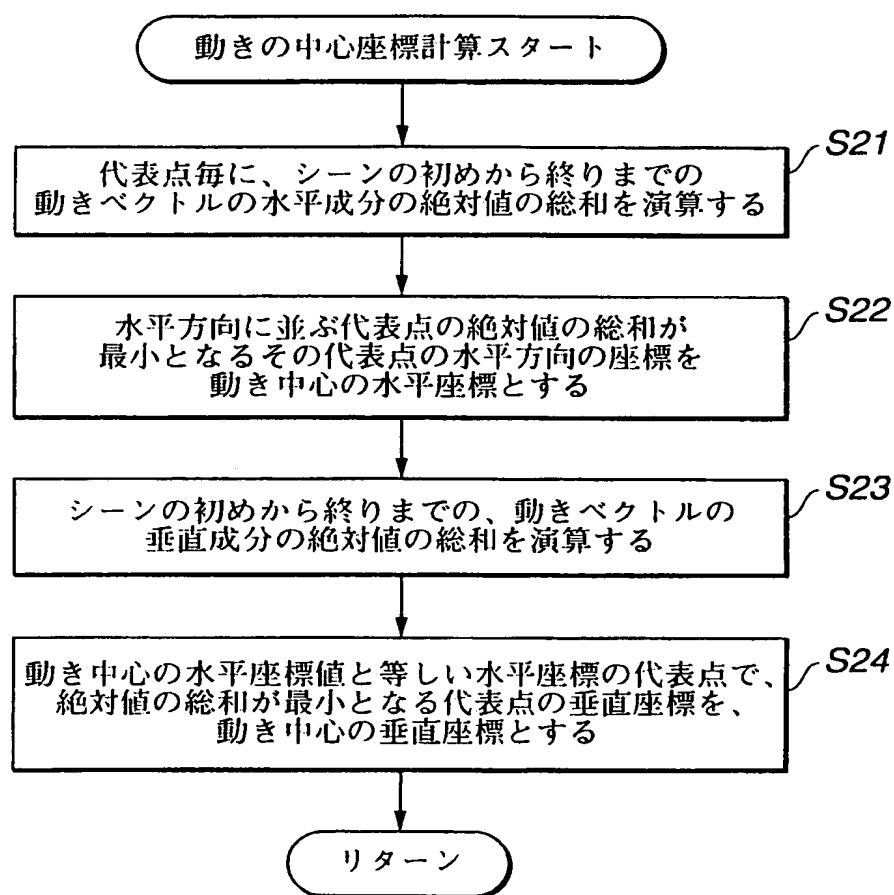 動きの中心座標計算スタート
S21
代表点毎に、シーンの初めから終りまでの
動きベクトルの水平成分の絶対値の総和を演算する
S22
水平方向に並ぶ代表点の絶対値の総和が
最小となるその代表点の水平方向の座標を
動き中心の水平座標とする
S23
シーンの初めから終りまでの、動きベクトルの
垂直成分の絶対値の総和を演算する
S24
動き中心の水平座標値と等しい水平座標の代表点で、
絶対値の総和が最小となる代表点の垂直座標を、
動き中心の垂直座標とする
リターン